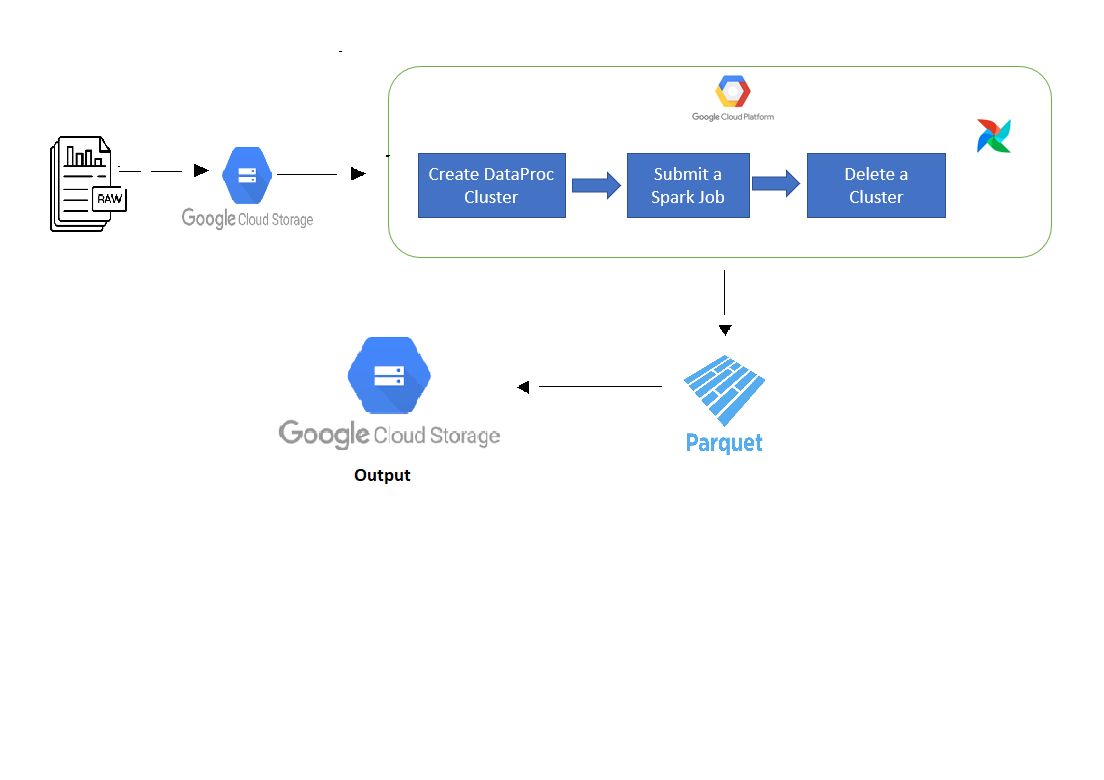 Google Cloud Platform
RAW
Google Cloud Storage
Create DataProc
Cluster
Submit a
Spark Job
Delete a
Cluster
Parquet
Google Cloud Storage
Output